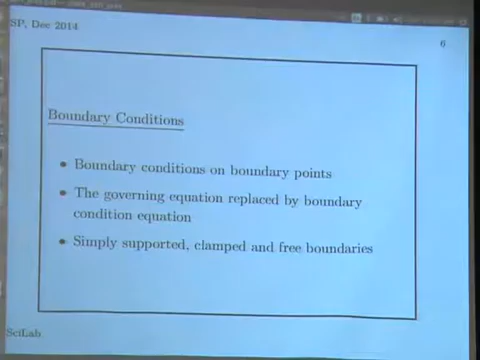 SP, Dec 2014
6
Boundary Conditions
• Boundary conditions on boundary points
• The governing equation replaced by boundary
condition equation
• Simply supported, clamped and free boundaries
SciLab